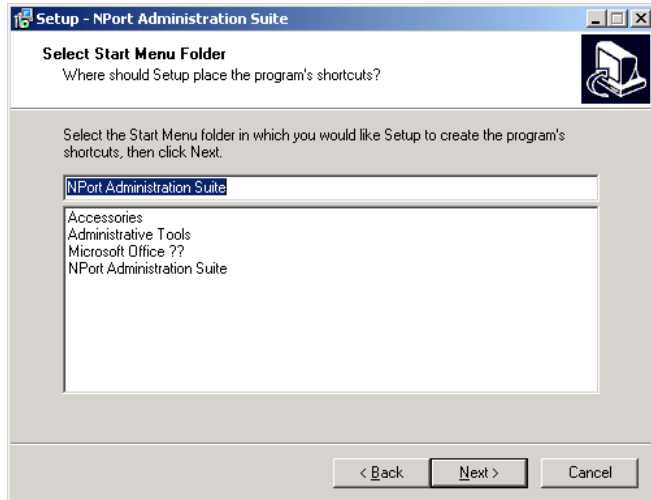 Setup - NPort Administration Suite
Select Start Menu Folder
Where should Setup place the program's shortcuts?
Select the Start Menu folder in which you would like Setup to create the program's
shortcuts, then click Next.
NPort Administration Suite
Accessories
Administrative Tools
Microsoft Office ??
NPort Administration Suite
< Back
Next >
Cancel